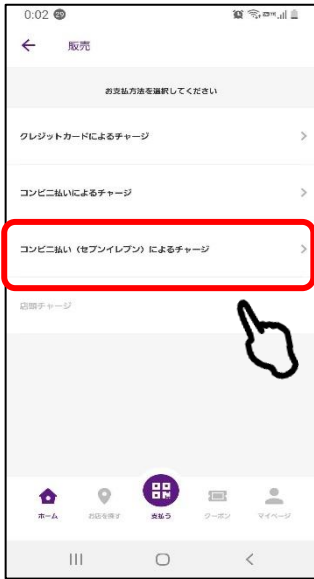 0:02
販売
お支払方法を選択してください
クレジットカードによるチャージ
コンビニ払いによるチャージ
コンビニ払い（セブンイレブン）によるチャージ
店頭チャージ
ホーム
お店を探す
支払う
クーポン
マイページ